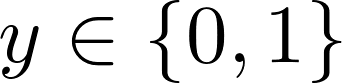 y ∈ {0, 1}